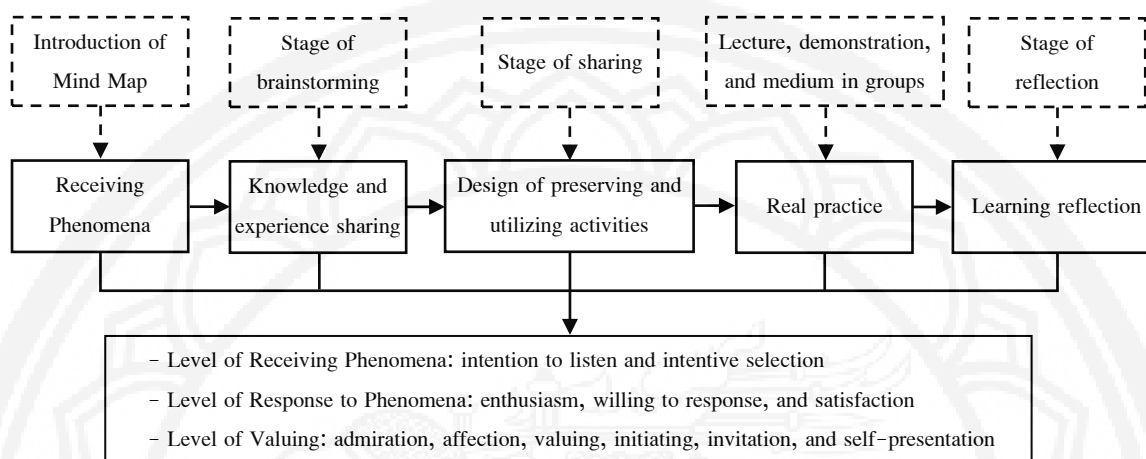 Introduction of
Mind Map
Stage of
brainstorming
Stage of sharing
Lecture, demonstration,
and medium in groups
Stage of
reflection
Receiving
Phenomena
Knowledge and
experience sharing
Design of preserving and
utilizing activities
Real practice
Learning reflection
- Level of Receiving Phenomena: intention to listen and intentive selection
- Level of Response to Phenomena: enthusiasm, willing to response, and satisfaction
- Level of Valuing: admiration, affection, valuing, initiating, invitation, and self-presentation